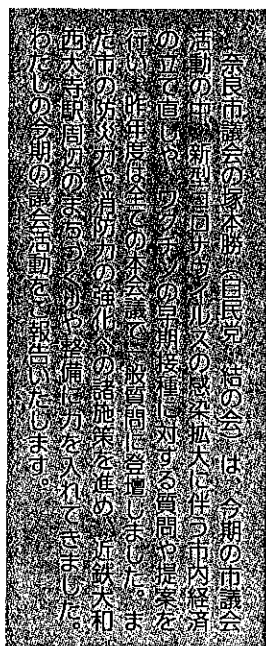 奈良市議会の塚本勝(自民党・結の会)は、今期の市議会
活動の中、新型コロナウイルスの感染拡大に伴う市内経済
の立て直しや、ワクチンの早期接種に対する質問や提案を
行い、昨年度は全ての本会議で一般質問に登壇しました。ま
た市の防災力や消防力の強化への諸施策を進め、近鉄大和
西大寺駅周辺のまちづくりや整備に力を入れてきました。
わたしの今期の議会活動をご報告いたします。